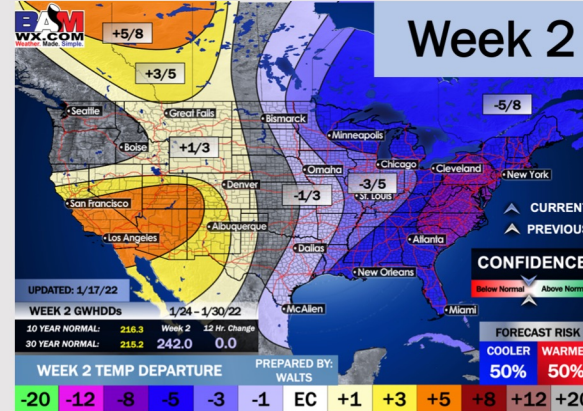 BAM
WX.COM
Weather. Made. Simple.
Week 2
+5/8
+3/5
-5/8
Seattle
Great Falls
Bismarck
Minneapolis
Boise
+1/3
Omaha
Chicago
Cleveland
New York
Denver
-1/3
-3/5
St. Louis
San Francisco
Albuquerque
Los Angeles
Dallas
Atlanta
CURRENT
PREVIOUS
New Orleans
CONFIDENCE
Below Normal
Above Norm
McAllen
Miami
UPDATED: 1/17/22
WEEK 2 GWHDDs 1/24 - 1/30/22
10 YEAR NORMAL: 216.3 Week 2 12 Hr. Change
30 YEAR NORMAL: 215.2 242.0 0.0
FORECAST RISK
COOLER WARME
50% 50%
WEEK 2 TEMP DEPARTURE
PREPARED BY:
WALTS
-20 -12 -8 -5 -3 -1 EC +1 +3 +5 +8 +12 +2